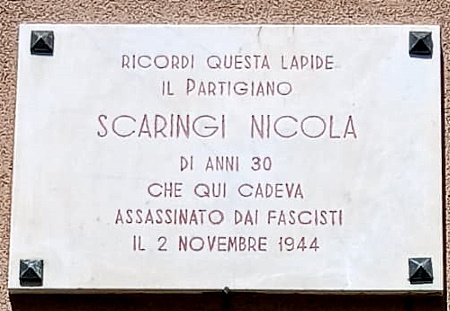 RICORDI QUESTA LAPIDE
IL PARTIGIANO
SCARINGI NICOLA
DI ANNI 30
CHE QUI CADEVA
ASSASSINATO DAI FASCISTI
IL 2 NOVEMBRE 1944